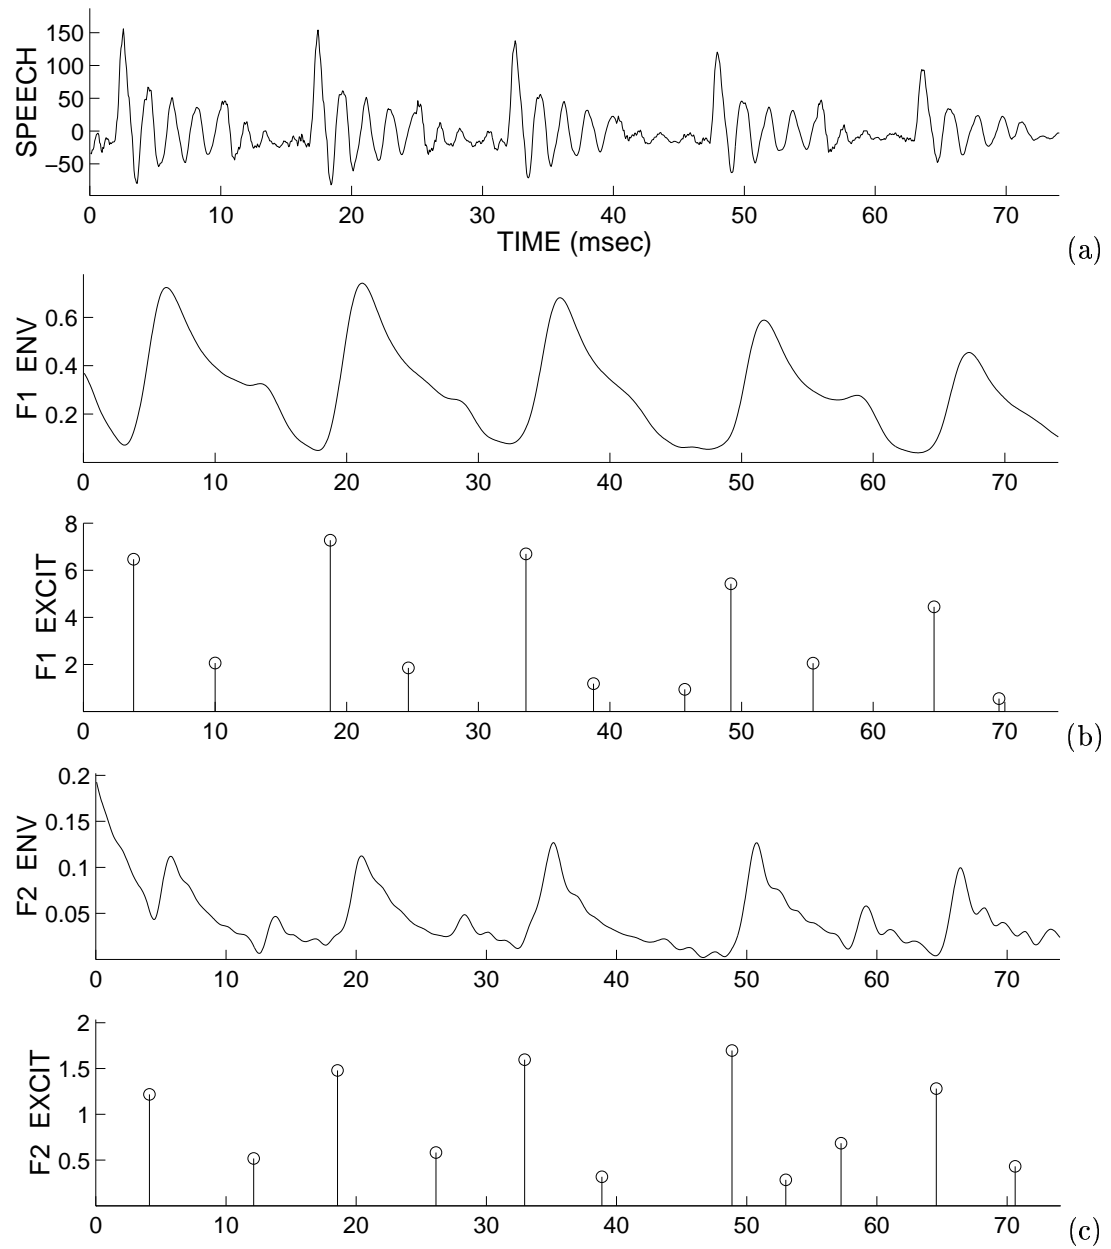 150
100
50
0
−50
SPEECH
0 10 20 30 40 50 60 70
TIME (msec)
(a)
0.6
0.4
0.2
F1 ENV
0 10 20 30 40 50 60 70
8
6
4
2
F1 EXCIT
0 10 20 30 40 50 60 70
(b)
0.2
0.15
0.1
0.05
F2 ENV
0 10 20 30 40 50 60 70
2
1.5
1
0.5
F2 EXCIT
0 10 20 30 40 50 60 70
(c)